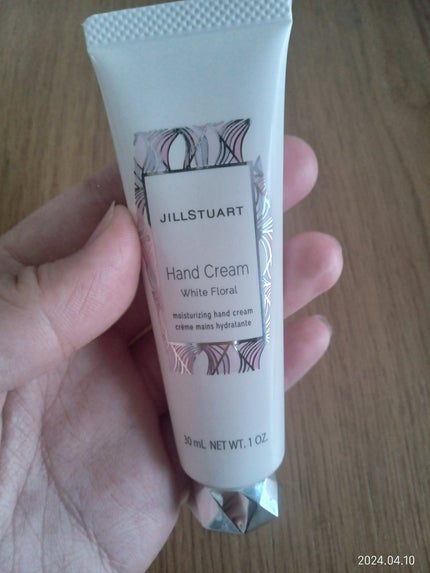 JILLSTUART
Hand Cream
White Floral
moisturizing hand cream
crème mains hydratante
30 mL NET WT. 1 OZ.
2024.04.10